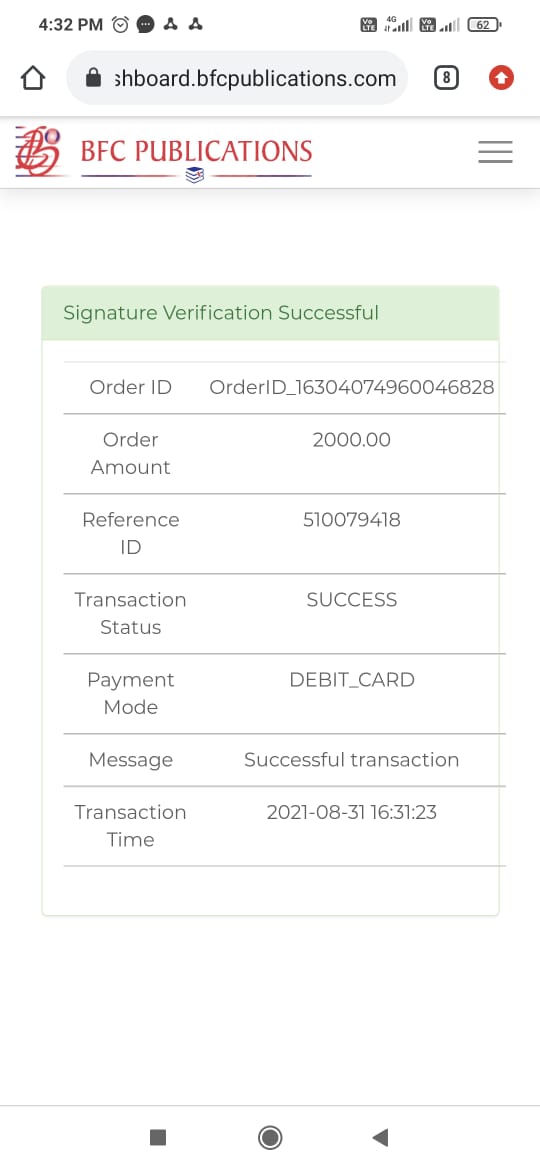 4:32 PM
Vo LTE 4G Vo LTE 62
shboard.bfcpublications.com 8
BFC PUBLICATIONS
Signature Verification Successful
Order ID OrderID_16304074960046828
Order Amount 2000.00
Reference ID 510079418
Transaction Status SUCCESS
Payment Mode DEBIT_CARD
Message Successful transaction
Transaction Time 2021-08-31 16:31:23